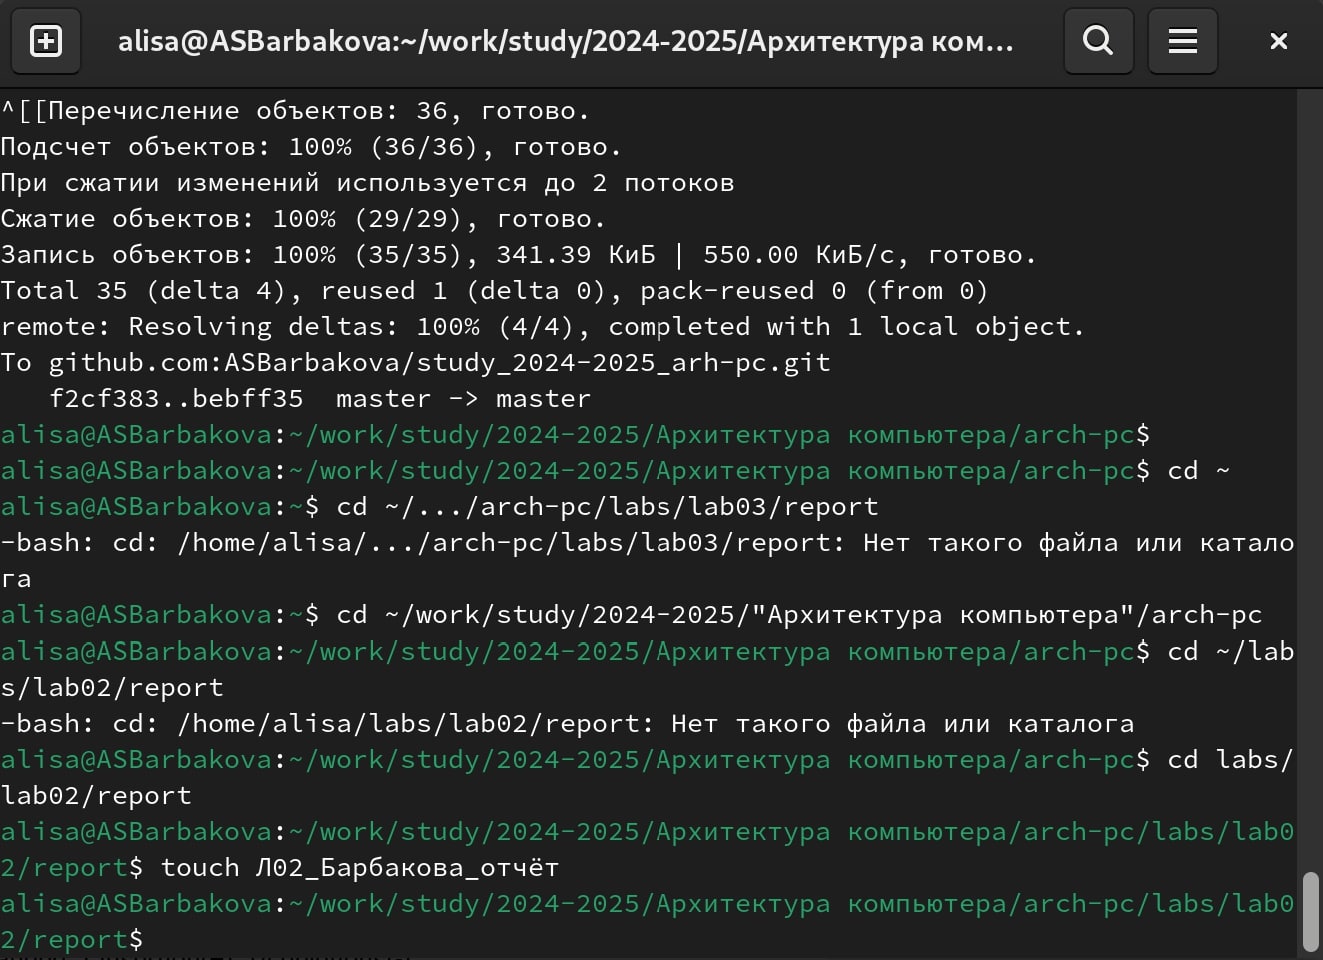 alisa@ASBarbakova:~/work/study/2024-2025/Архитектура ком...
^[[Перечисление объектов: 36, готово.
Подсчет объектов: 100% (36/36), готово.
При сжатии изменений используется до 2 потоков
Сжатие объектов: 100% (29/29), готово.
Запись объектов: 100% (35/35), 341.39 КиБ | 550.00 КиБ/с, готово.
Total 35 (delta 4), reused 1 (delta 0), pack-reused 0 (from 0)
remote: Resolving deltas: 100% (4/4), completed with 1 local object.
To github.com:ASBarbakova/study_2024-2025_arh-pc.git
   f2cf383..bebff35  master -> master
alisa@ASBarbakova:~/work/study/2024-2025/Архитектура компьютера/arch-pc$
alisa@ASBarbakova:~/work/study/2024-2025/Архитектура компьютера/arch-pc$ cd ~
alisa@ASBarbakova:~$ cd ~/.../arch-pc/labs/lab03/report
-bash: cd: /home/alisa/.../arch-pc/labs/lab03/report: Нет такого файла или катало
га
alisa@ASBarbakova:~$ cd ~/work/study/2024-2025/"Архитектура компьютера"/arch-pc
alisa@ASBarbakova:~/work/study/2024-2025/Архитектура компьютера/arch-pc$ cd ~/lab
s/lab02/report
-bash: cd: /home/alisa/labs/lab02/report: Нет такого файла или каталога
alisa@ASBarbakova:~/work/study/2024-2025/Архитектура компьютера/arch-pc$ cd labs/
lab02/report
alisa@ASBarbakova:~/work/study/2024-2025/Архитектура компьютера/arch-pc/labs/lab0
2/report$ touch Л02_Барбакова_отчёт
alisa@ASBarbakova:~/work/study/2024-2025/Архитектура компьютера/arch-pc/labs/lab0
2/report$